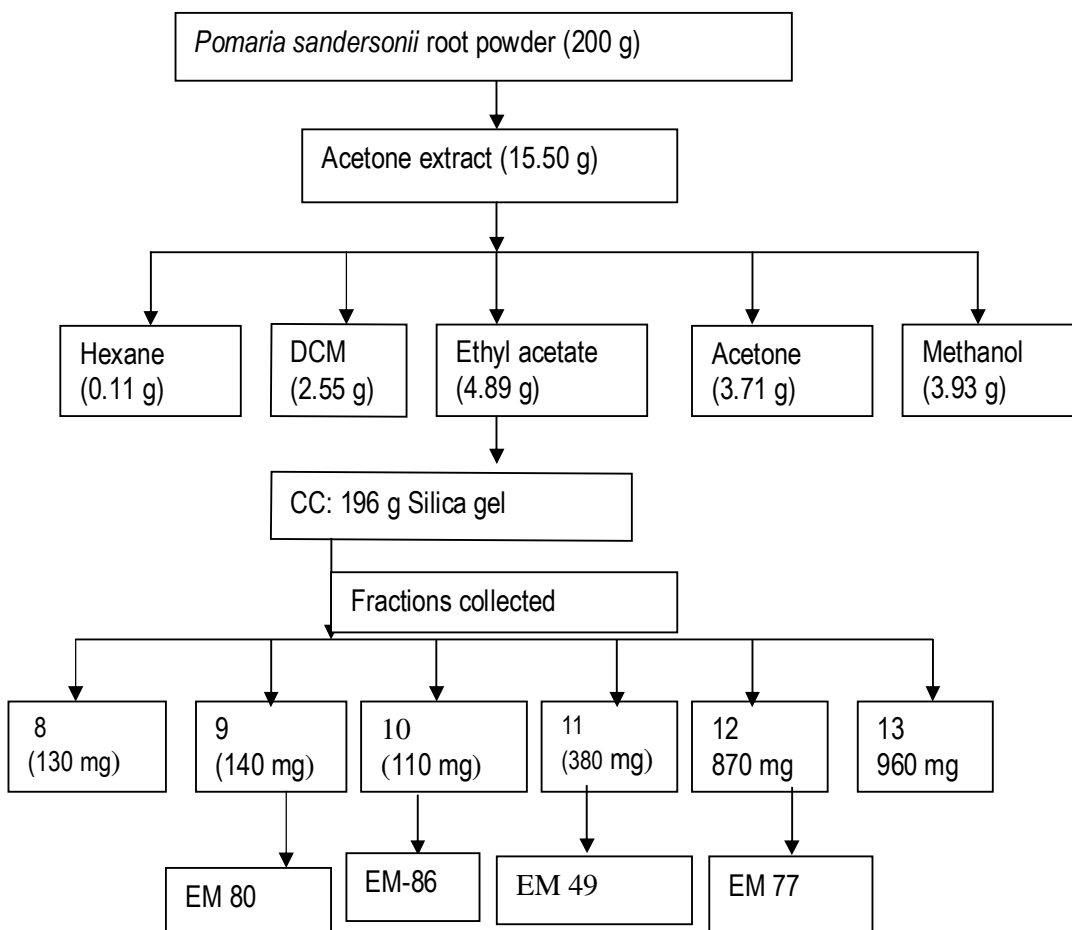 Pomaria sandersonii root powder (200 g)
Acetone extract (15.50 g)
Hexane
(0.11 g)
DCM
(2.55 g)
Ethyl acetate
(4.89 g)
Acetone
(3.71 g)
Methanol
(3.93 g)
CC: 196 g Silica gel
Fractions collected
8
(130 mg)
9
(140 mg)
10
(110 mg)
11
(380 mg)
12
870 mg
13
960 mg
EM 80
EM-86
EM 49
EM 77